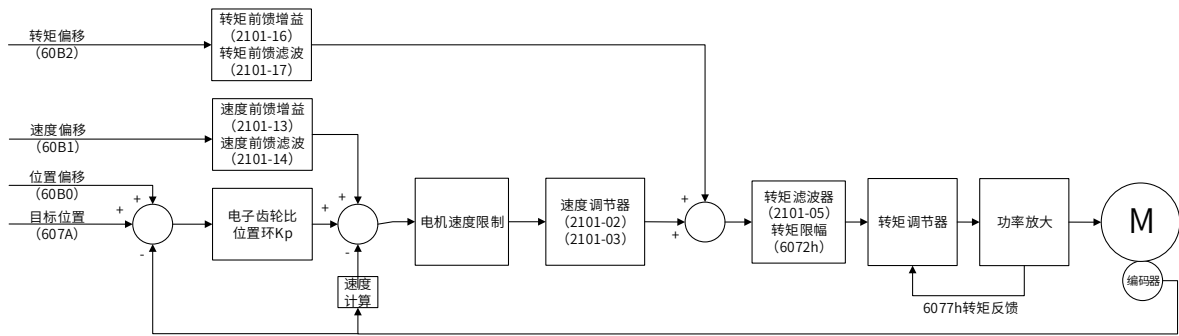 转矩偏移
（60B2）
转矩前馈增益
（2101-16）
转矩前馈滤波
（2101-17）
速度偏移
（60B1）
速度前馈增益
（2101-13）
速度前馈滤波
（2101-14）
位置偏移
（60B0）
目标位置
（607A）
+
+
-
电子齿轮比
位置环Kp
+
+
-
速度
计算
电机速度限制
速度调节器
（2101-02）
（2101-03）
+
+
转矩滤波器
（2101-05）
转矩限幅
（6072h）
转矩调节器
功率放大
6077h转矩反馈
M
编码器